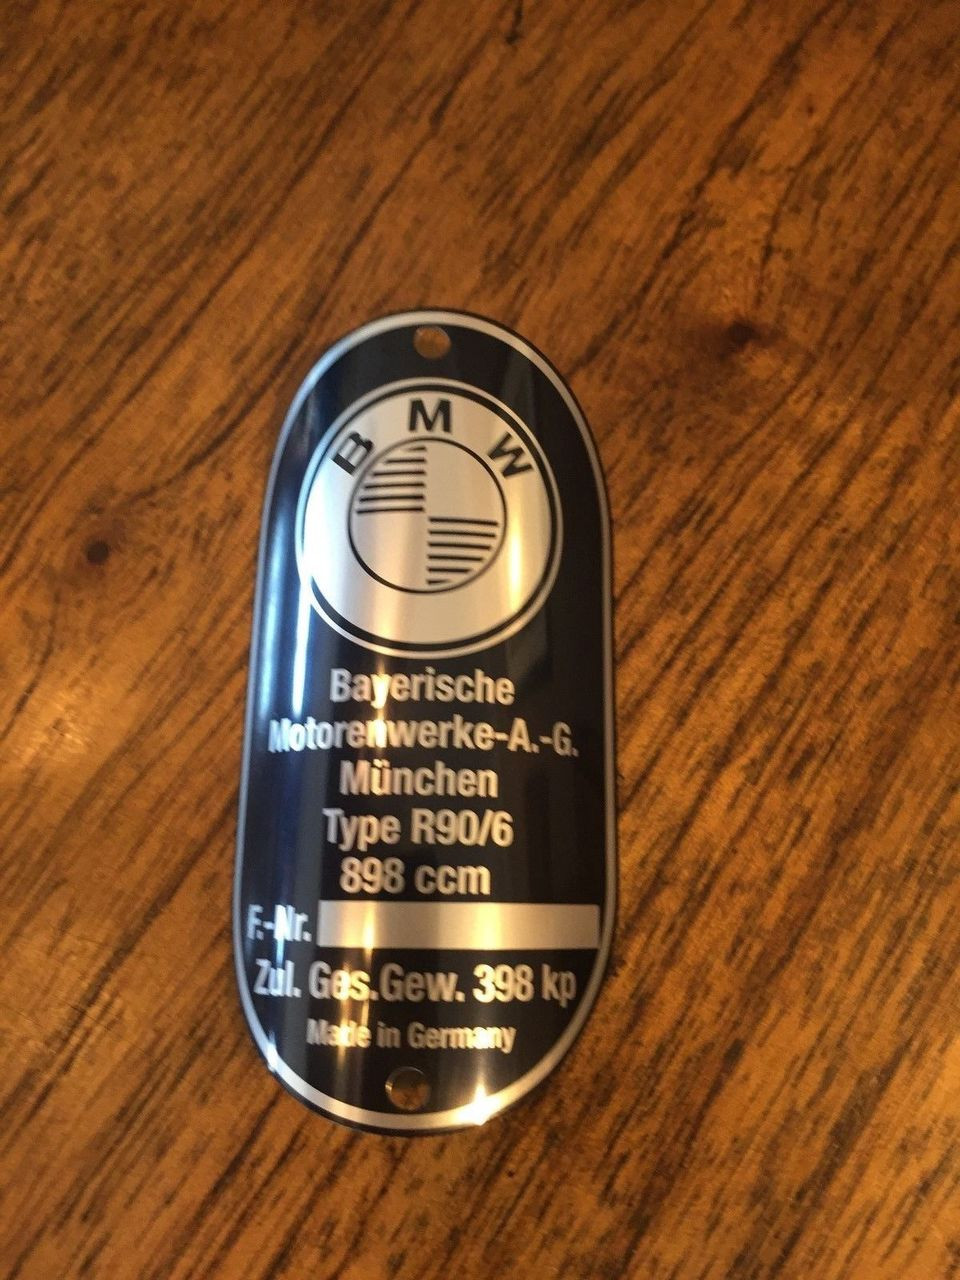 BMW
Bayerische
Motorenwerke-A.-G.
München
Type R90/6
898 ccm
F.-Nr.
Zul. Ges.Gew. 398 kp
Made in Germany